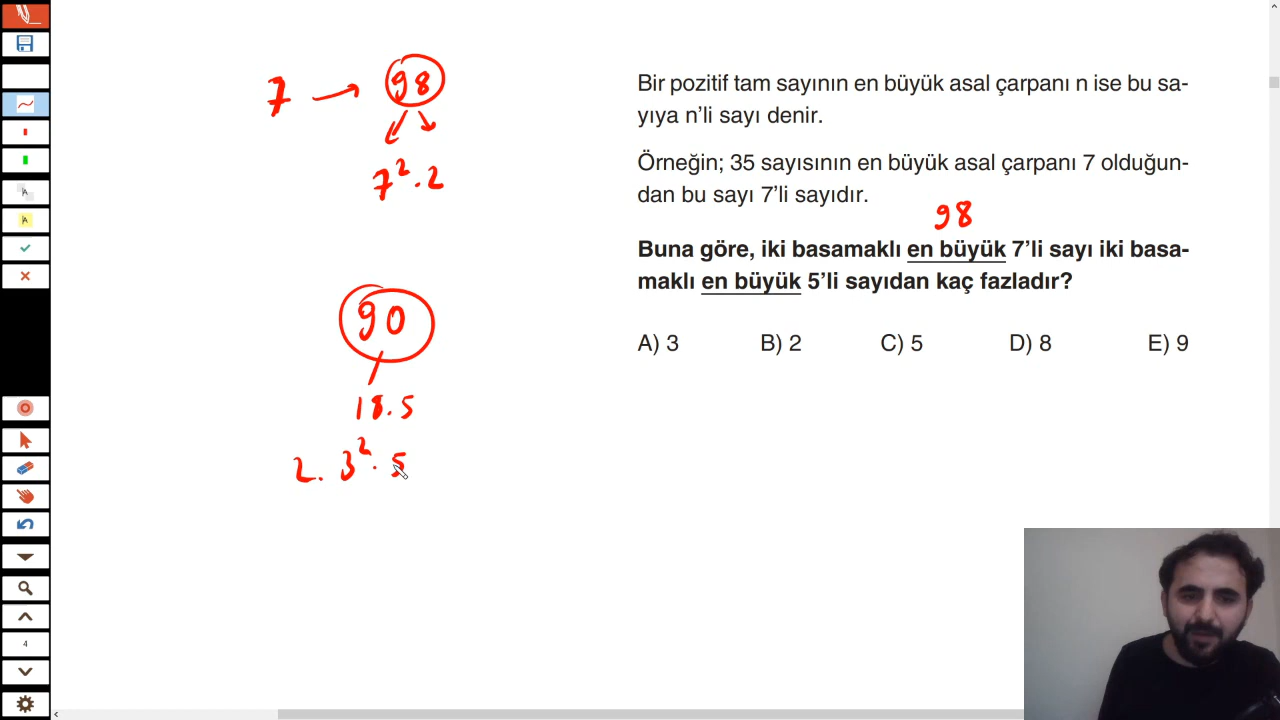 7 → 98
7² . 2
90
18 . 5
2 . 3² . 5
Bir pozitif tam sayının en büyük asal çarpanı n ise bu sa-
yıya n’li sayı denir.
Örneğin; 35 sayısının en büyük asal çarpanı 7 olduğun-
dan bu sayı 7’li sayıdır.
98
Buna göre, iki basamaklı en büyük 7’li sayı iki basa-
maklı en büyük 5’li sayıdan kaç fazladır?
A) 3 B) 2 C) 5 D) 8 E) 9
A
A
4